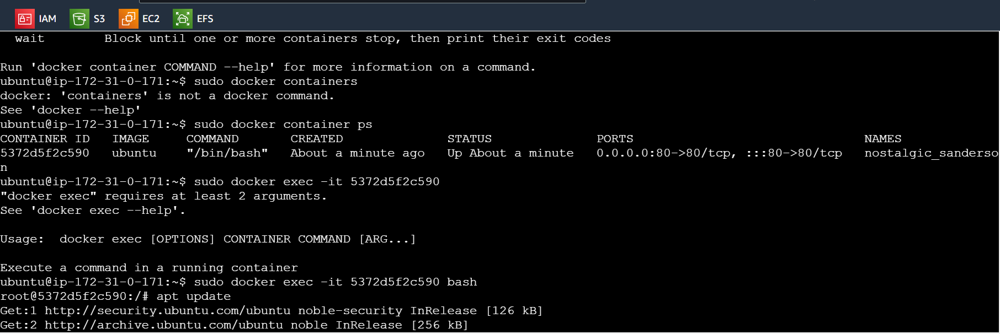 IAM S3 EC2 EFS
wait Block until one or more containers stop, then print their exit codes
Run 'docker container COMMAND --help' for more information on a command.
ubuntu@ip-172-31-0-171:~$ sudo docker containers
docker: 'containers' is not a docker command.
See 'docker --help'
ubuntu@ip-172-31-0-171:~$ sudo docker container ps
CONTAINER ID IMAGE COMMAND CREATED STATUS PORTS NAMES
5372d5f2c590 ubuntu "/bin/bash" About a minute ago Up About a minute 0.0.0.0:80->80/tcp, :::80->80/tcp nostalgic_sanderso
n
ubuntu@ip-172-31-0-171:~$ sudo docker exec -it 5372d5f2c590
"docker exec" requires at least 2 arguments.
See 'docker exec --help'.
Usage: docker exec [OPTIONS] CONTAINER COMMAND [ARG...]
Execute a command in a running container
ubuntu@ip-172-31-0-171:~$ sudo docker exec -it 5372d5f2c590 bash
root@5372d5f2c590:/# apt update
Get:1 http://security.ubuntu.com/ubuntu noble-security InRelease [126 kB]
Get:2 http://archive.ubuntu.com/ubuntu noble InRelease [256 kB]